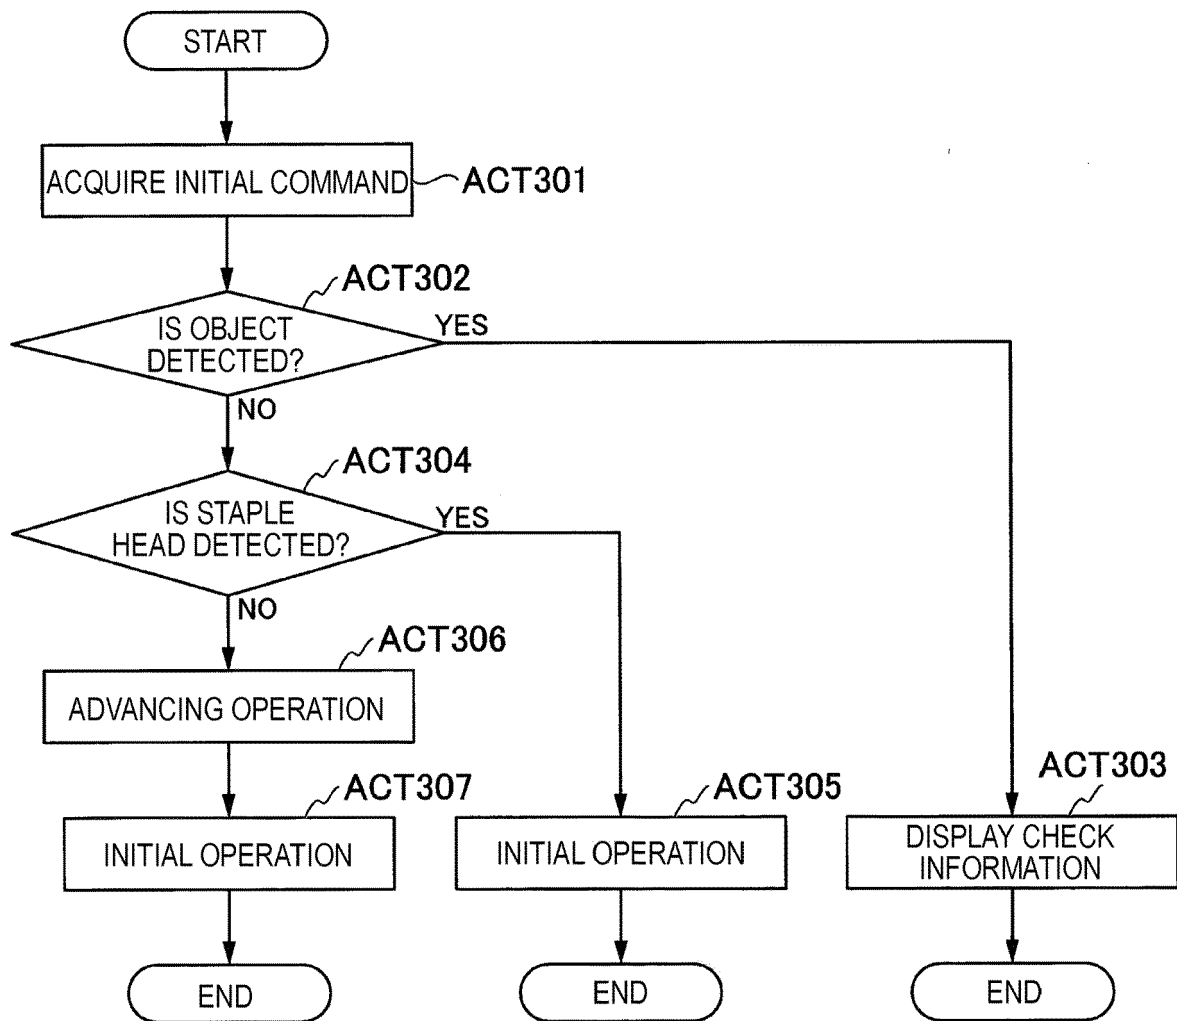 START
ACQUIRE INITIAL COMMAND
ACT301
ACT302
IS OBJECT
DETECTED?
YES
NO
ACT304
IS STAPLE
HEAD DETECTED?
YES
NO
ACT306
ADVANCING OPERATION
ACT307
INITIAL OPERATION
END
ACT305
INITIAL OPERATION
END
ACT303
DISPLAY CHECK
INFORMATION
END